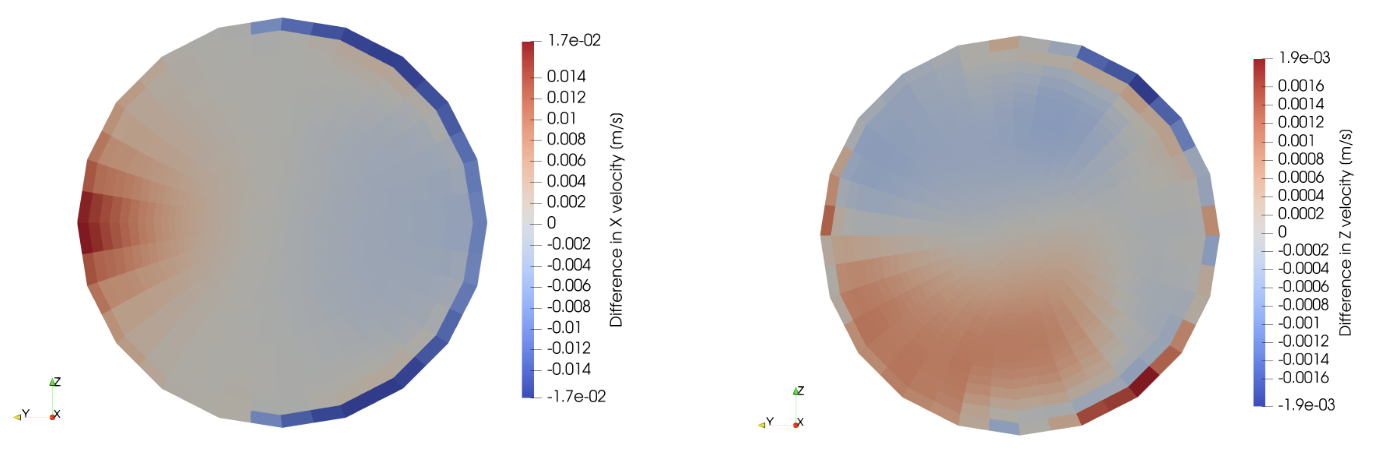 1.7e-02
0.014
0.012
0.01
0.008
0.006
0.004
0.002
0
-0.002
-0.004
-0.006
-0.008
-0.01
-0.012
-0.014
-1.7e-02
Difference in X velocity (m/s)
Z
Y
X
1.9e-03
0.0016
0.0014
0.0012
0.001
0.0008
0.0006
0.0004
0.0002
0
-0.0002
-0.0004
-0.0006
-0.0008
-0.001
-0.0012
-0.0014
-0.0016
-1.9e-03
Difference in Z velocity (m/s)
Z
Y
X